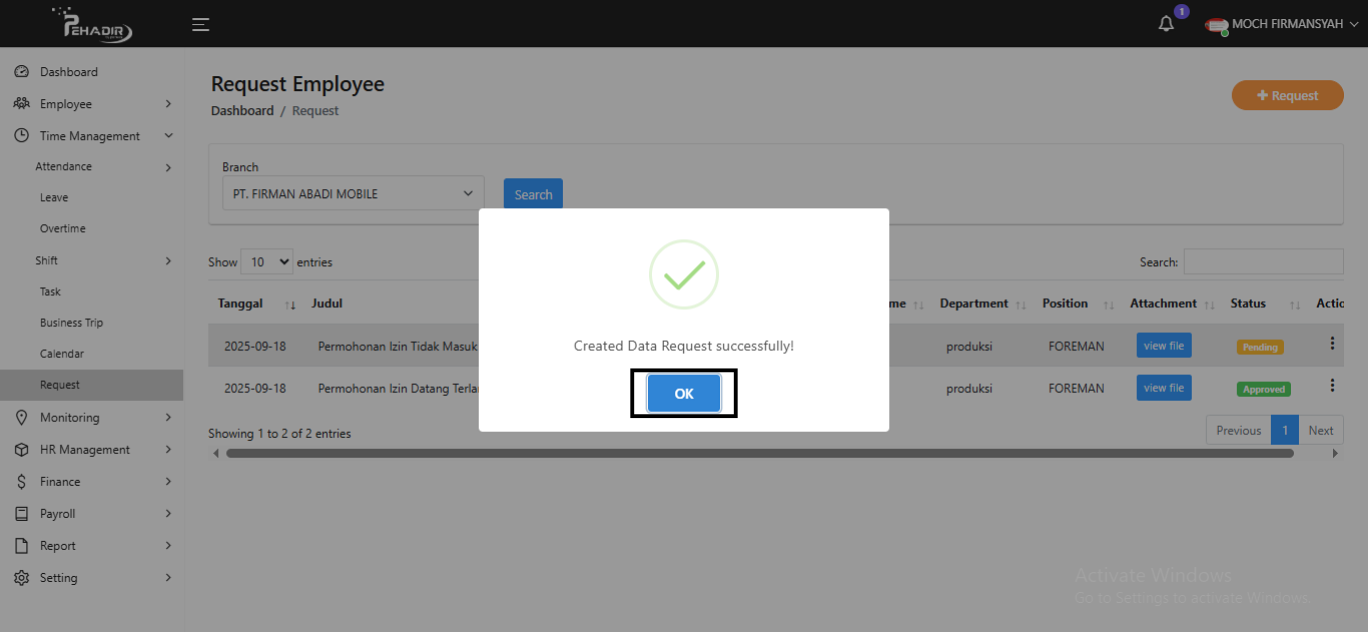 PEHADIR
1
MOCH FIRMANSYAH
Dashboard
Employee
Time Management
Attendance
Leave
Overtime
Shift
Task
Business Trip
Calendar
Request
Monitoring
HR Management
Finance
Payroll
Report
Setting
Request Employee
Dashboard / Request
+ Request
Branch
PT. FIRMAN ABADI MOBILE
Search
Show 10 entries
Search:
Tanggal Judul me Department Position Attachment Status Actio
2025-09-18 Permohonan Izin Tidak Masuk produksi FOREMAN view file Pending
2025-09-18 Permohonan Izin Datang Terla produksi FOREMAN view file Approved
Showing 1 to 2 of 2 entries
Previous 1 Next
Created Data Request successfully!
OK
Activate Windows
Go to Settings to activate Windows.